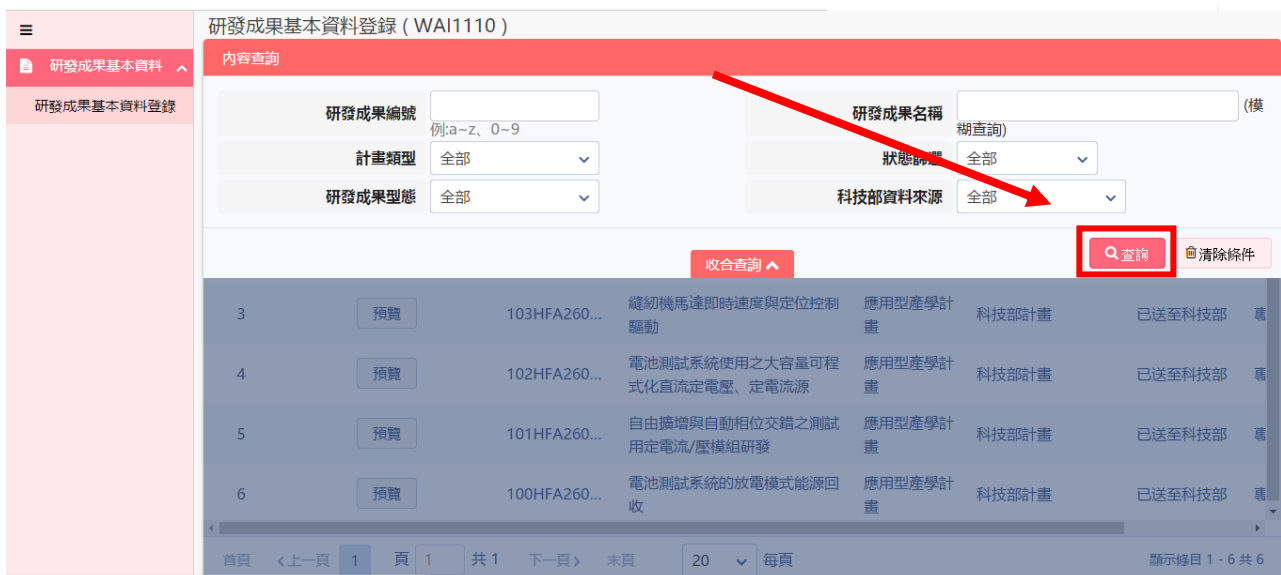 研發成果基本資料登錄 ( WAI1110 )
研發成果基本資料
研發成果基本資料登錄
內容查詢
研發成果編號
例:a~z、0~9
研發成果名稱
(模
糊查詢)
計畫類型 全部
狀態篩選 全部
研發成果型態 全部
科技部資料來源 全部
查詢 清除條件
收合查詢
3 預覽 103HFA260... 縫紉機馬達即時速度與定位控制 應用型產學計 科技部計畫 已送至科技部
驅動 畫
4 預覽 102HFA260... 電池測試系統使用之大容量可程 應用型產學計 科技部計畫 已送至科技部
式化直流定電壓、定電流源 畫
5 預覽 101HFA260... 自由擴增與自動相位交錯之測試 應用型產學計 科技部計畫 已送至科技部
用定電流/壓模組研發 畫
6 預覽 100HFA260... 電池測試系統的放電模式能源回 應用型產學計 科技部計畫 已送至科技部
收 畫
首頁 上一頁 1 頁 1 共 1 下一頁 末頁 20 每頁 顯示條目 1 - 6 共 6